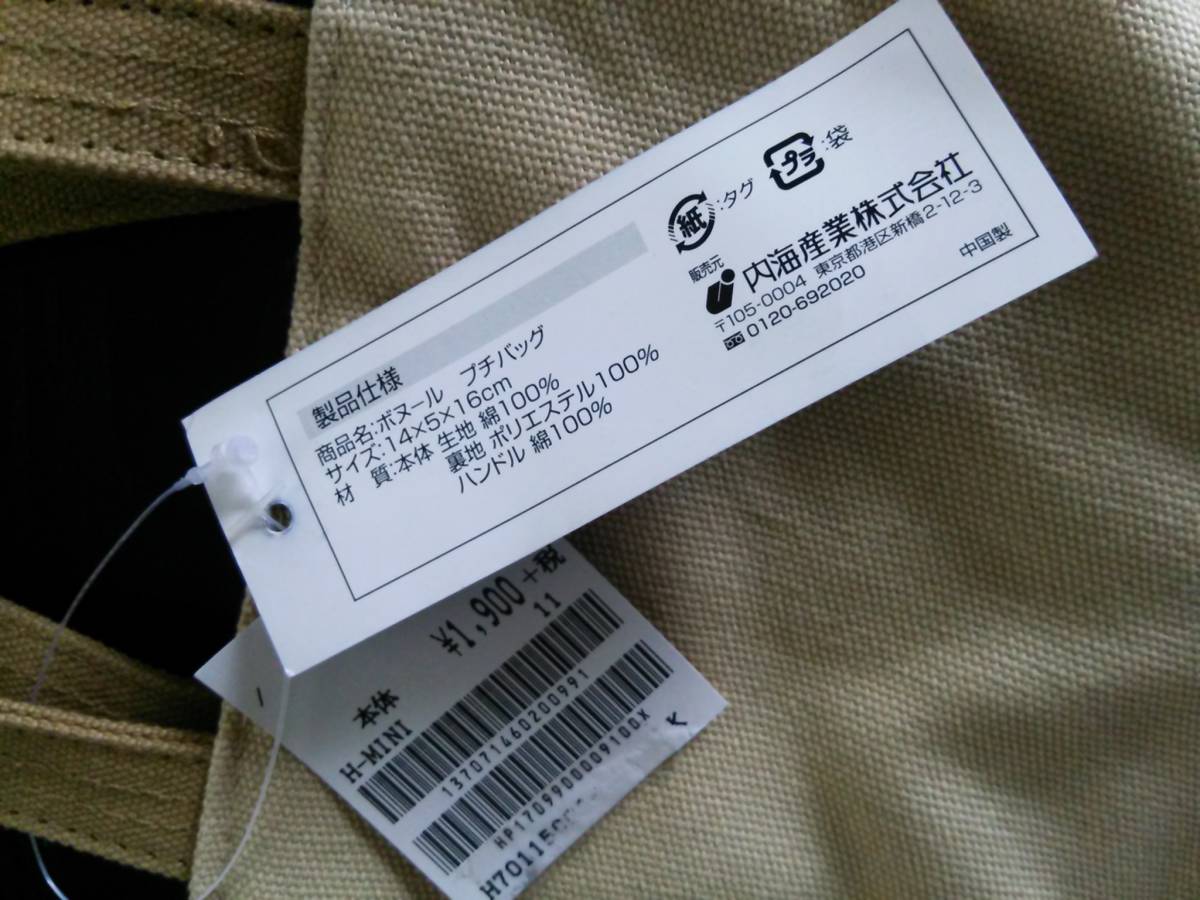 製品仕様
商品名:ボヌール プチバッグ
サイズ:14×5×16cm
材 質:本体 生地 綿100%
裏地 ポリエステル100%
ハンドル 綿100%
紙:タグ
プラ:袋
販売元
内海産業株式会社
〒105-0004 東京都港区新橋2-12-3
0120-692020
中国製
本体 ¥1,900+税
H-MINI 11
1370714602009​91
HP1709900009100X
K
H70115